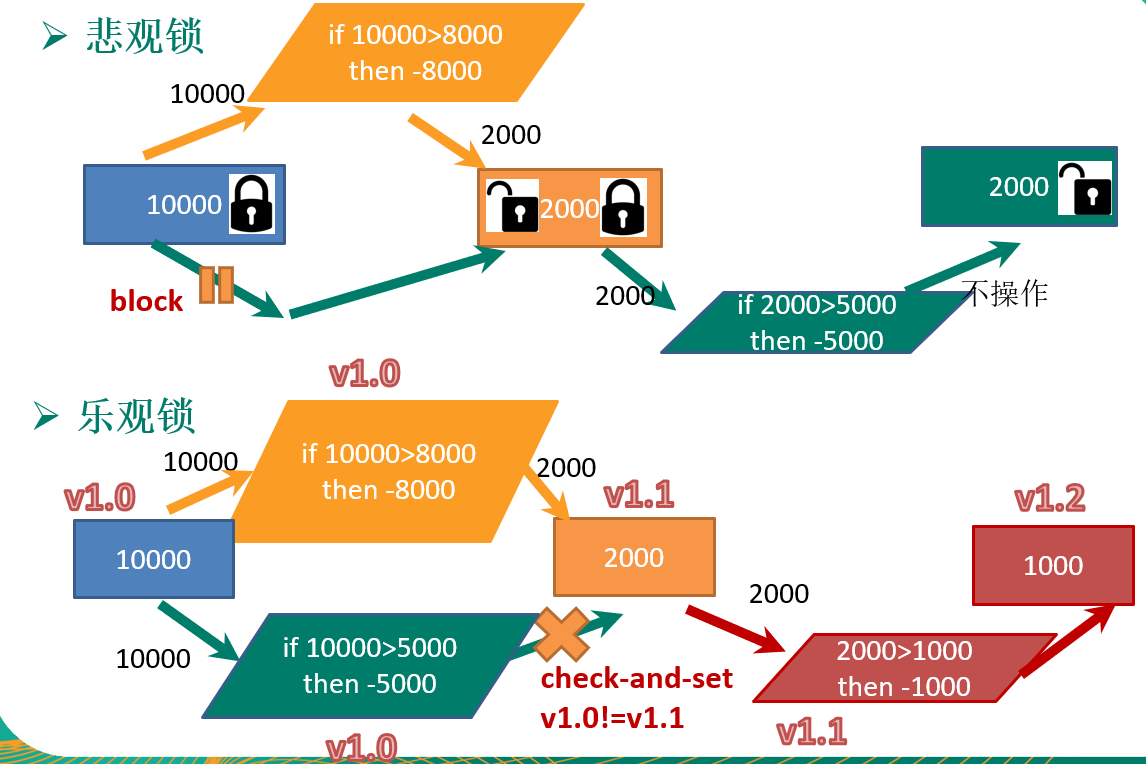 悲观锁
if 10000>8000
then -8000
10000
2000
10000
2000
2000
block
2000
if 2000>5000
then -5000
不操作
v1.0
乐观锁
10000
if 10000>8000
then -8000
2000
v1.0
v1.1
v1.2
10000
2000
1000
2000
10000
if 10000>5000
then -5000
check-and-set
v1.0!=v1.1
2000>1000
then -1000
v1.0
v1.1